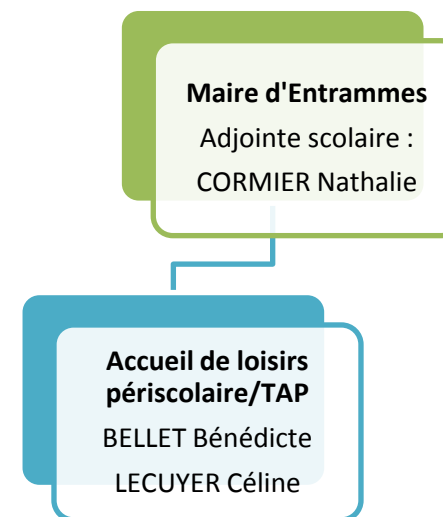 Maire d'Entrammes
Adjointe scolaire :
CORMIER Nathalie
Accueil de loisirs
périscolaire/TAP
BELLET Bénédicte
LECUYER Céline